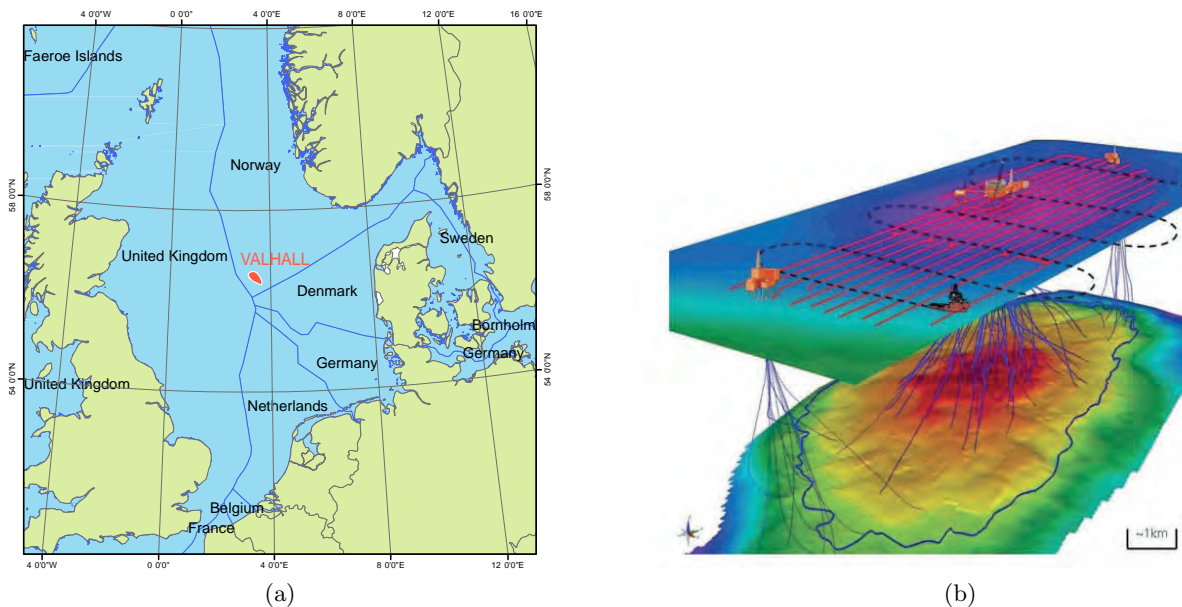 4 0'0"W 0 0'0" 4 0'0"E 8 0'0"E 12 0'0"E 16 0'0"E
Faeroe Islands
Norway
58 0'0"N
58 0'0"N
Sweden
United Kingdom
VALHALL
Denmark
Bornholm
Germany
Germany
54 0'0"N
54 0'0"N
United Kingdom
Netherlands
Belgium
France
4 0'0"W 0 0'0" 4 0'0"E 8 0'0"E 12 0'0"E
~1km
(a)
(b)